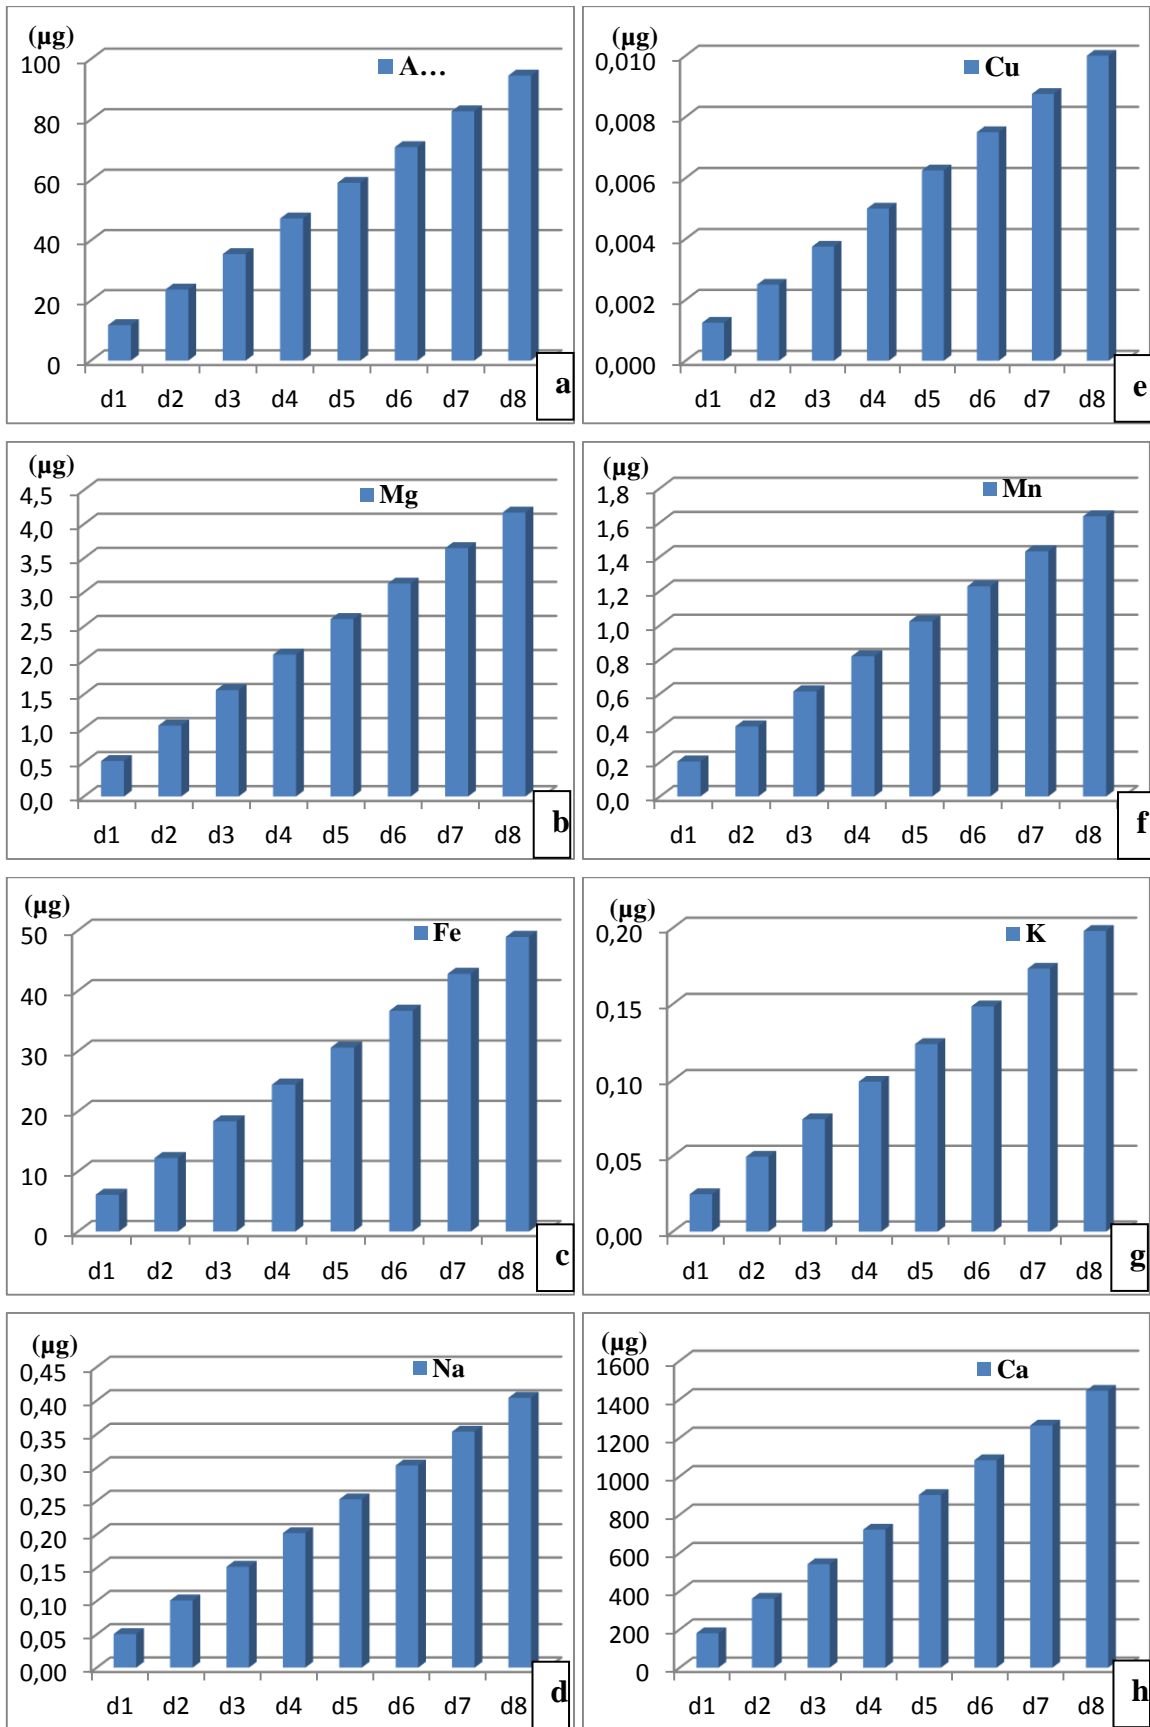 (µg)
A...
100
80
60
40
20
0
d1 d2 d3 d4 d5 d6 d7 d8
a
(µg)
Cu
0,010
0,008
0,006
0,004
0,002
0,000
d1 d2 d3 d4 d5 d6 d7 d8
e
(µg)
Mg
4,5
4,0
3,5
3,0
2,5
2,0
1,5
1,0
0,5
0,0
d1 d2 d3 d4 d5 d6 d7 d8
b
(µg)
Mn
1,8
1,6
1,4
1,2
1,0
0,8
0,6
0,4
0,2
0,0
d1 d2 d3 d4 d5 d6 d7 d8
f
(µg)
Fe
50
40
30
20
10
0
d1 d2 d3 d4 d5 d6 d7 d8
c
(µg)
K
0,20
0,15
0,10
0,05
0,00
d1 d2 d3 d4 d5 d6 d7 d8
g
(µg)
Na
0,45
0,40
0,35
0,30
0,25
0,20
0,15
0,10
0,05
0,00
d1 d2 d3 d4 d5 d6 d7 d8
d
(µg)
Ca
1600
1400
1200
1000
800
600
400
200
0
d1 d2 d3 d4 d5 d6 d7 d8
h